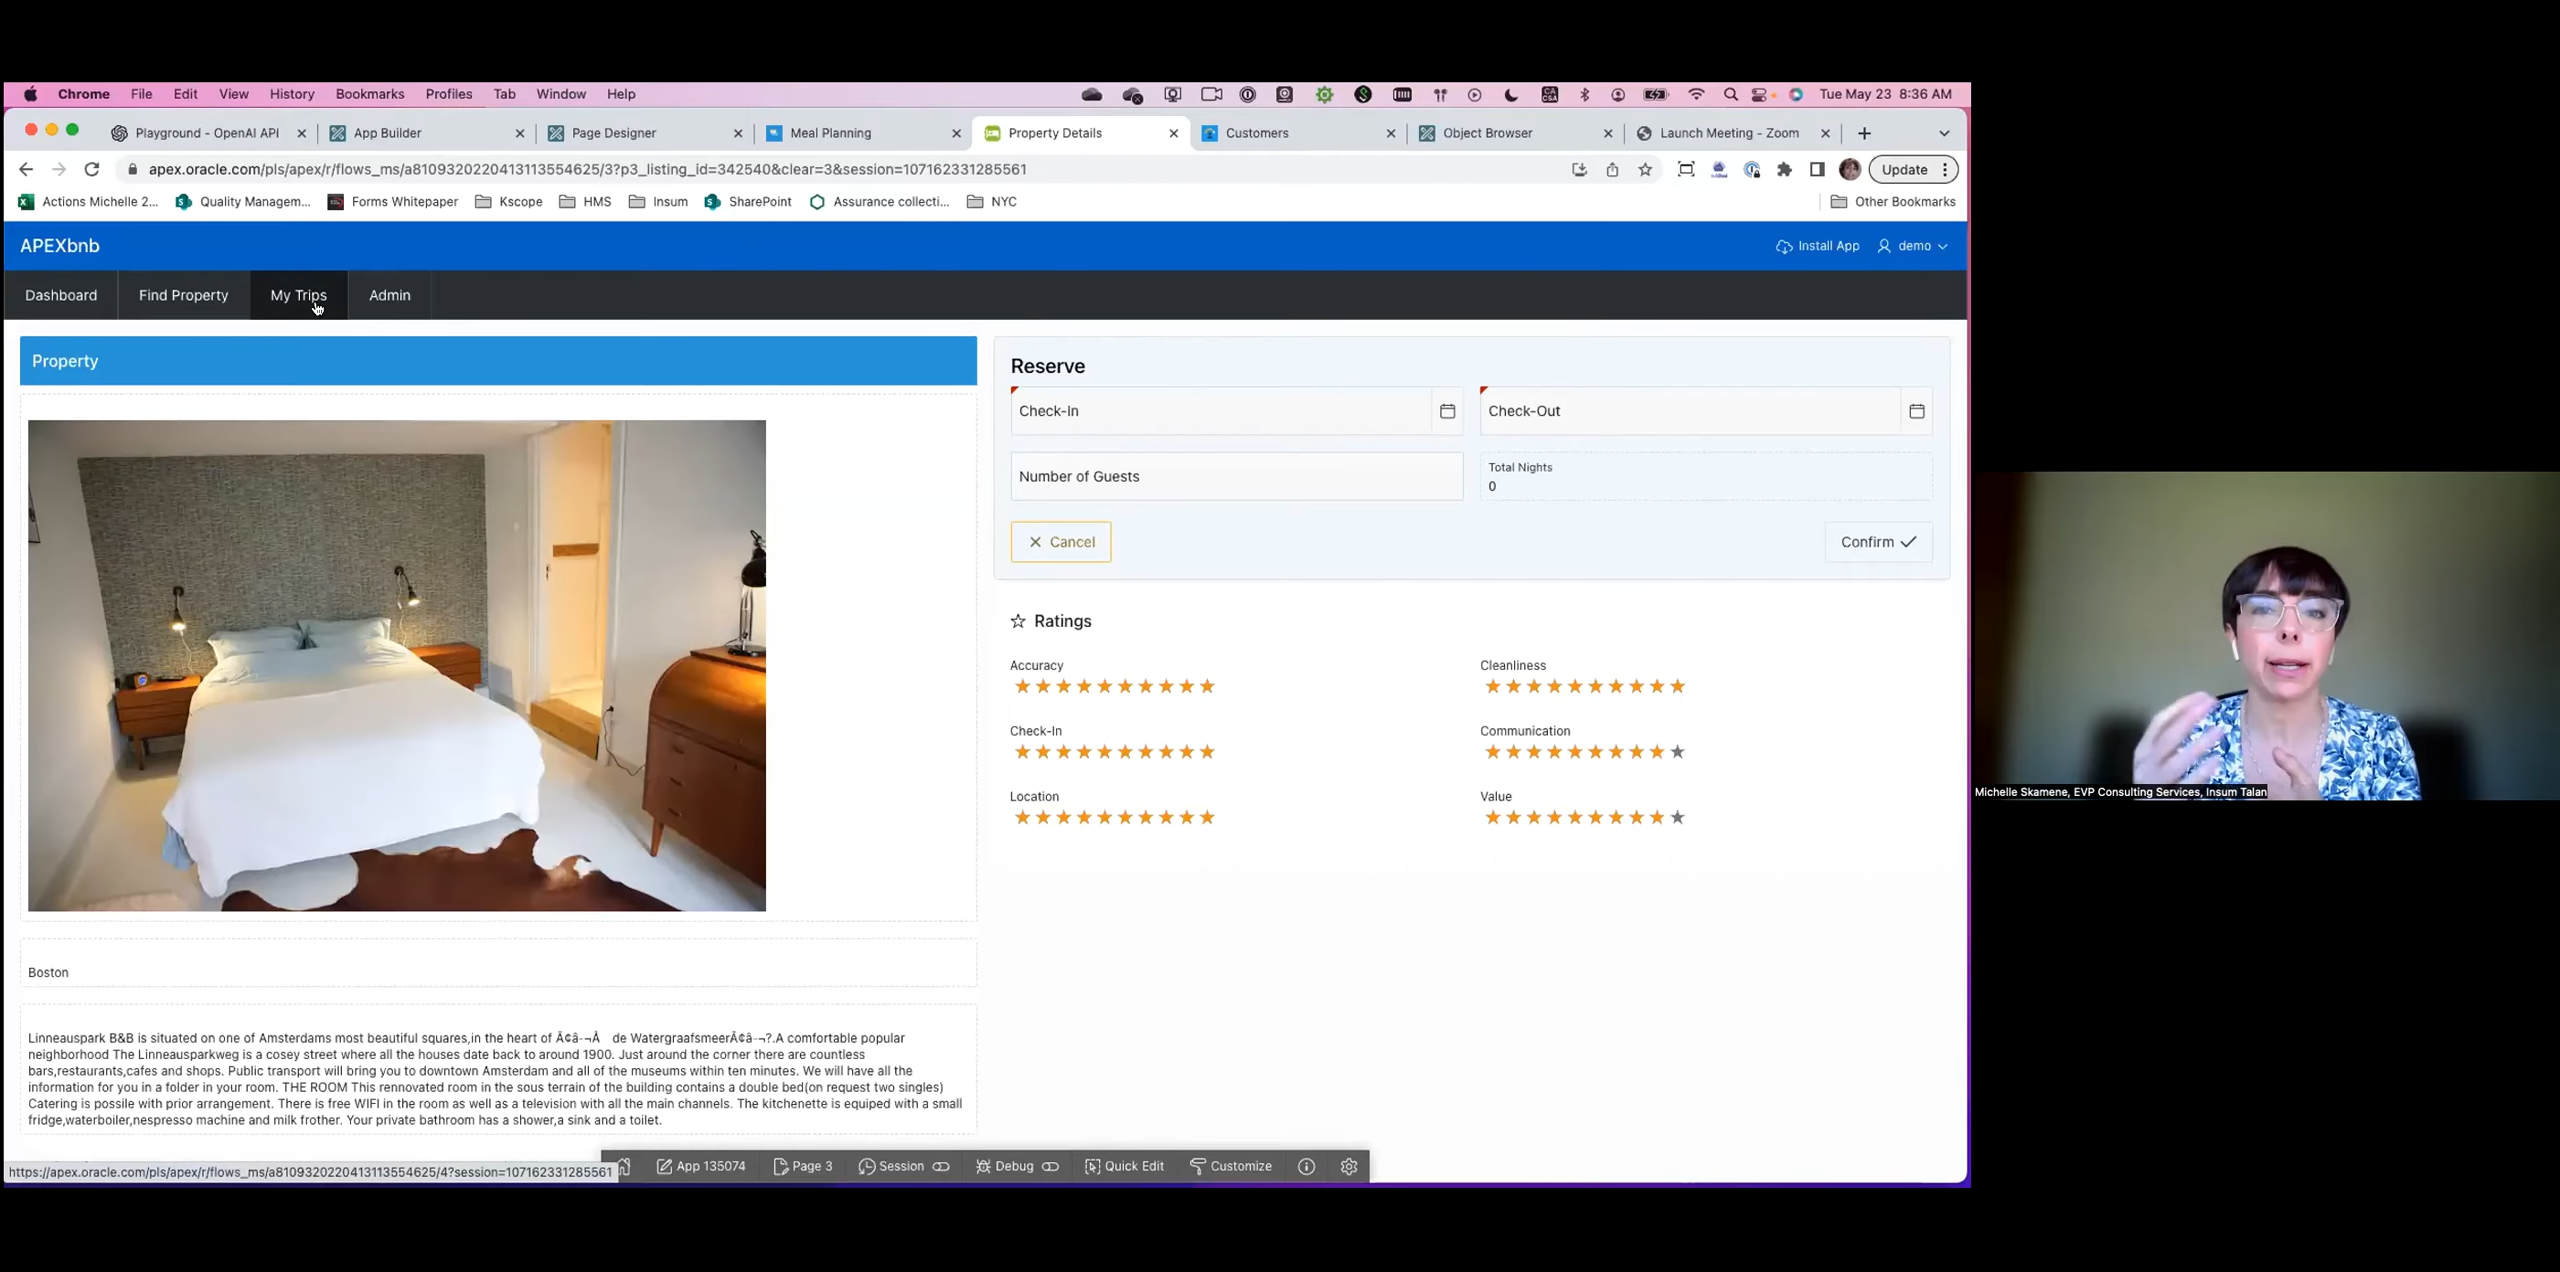 Chrome File Edit View History Bookmarks Profiles Tab Window Help Tue May 23 8:36 AM
Playground - OpenAI API App Builder Page Designer Meal Planning Property Details Customers Object Browser Launch Meeting - Zoom
apex.oracle.com/pls/apex/r/flows_ms/a810932022041311355462​5/3?p3_listing_id=342540&clear=3&session=107162331285561 Update
Actions Michelle 2... Quality Managem... Forms Whitepaper Kscope HMS Insum SharePoint Assurance collecti... NYC Other Bookmarks
APEXbnb Install App demo
Dashboard Find Property My Trips Admin
Property
Reserve
Check-In Check-Out
Number of Guests Total Nights
0
Cancel Confirm
Ratings
Accuracy Cleanliness
Check-In Communication
Location Value
Michelle Skamene, EVP Consulting Services, Insum Talan
Boston
Linneauspark B&B is situated on one of Amsterdams most beautiful squares,in the heart of Ã¢â-¬Å de WatergraafsmeerÃ¢â-¬?.A comfortable popular
neighborhood The Linneausparkweg is a cosey street where all the houses date back to around 1900. Just around the corner there are countless
bars,restaurants,cafes and shops. Public transport will bring you to downtown Amsterdam and all of the museums within ten minutes. We will have all the
information for you in a folder in your room. THE ROOM This rennovated room in the sous terrain of the building contains a double bed(on request two singles)
Catering is possile with prior arrangement. There is free WIFI in the room as well as a television with all the main channels. The kitchenette is equiped with a small
fridge,waterboiler,nespresso machine and milk frother. Your private bathroom has a shower,a sink and a toilet.
https://apex.oracle.com/pls/apex/r/flows_ms/a8109320220413113554625/4?session=107162331285561 App 135074 Page 3 Session Debug Quick Edit Customize